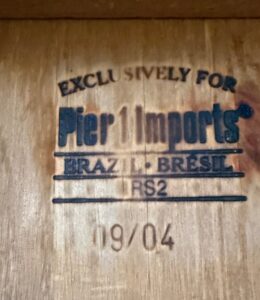 EXCLUSIVELY FOR
Pier 1 Imports®
BRAZIL · BRÉSIL
RS2
09/04